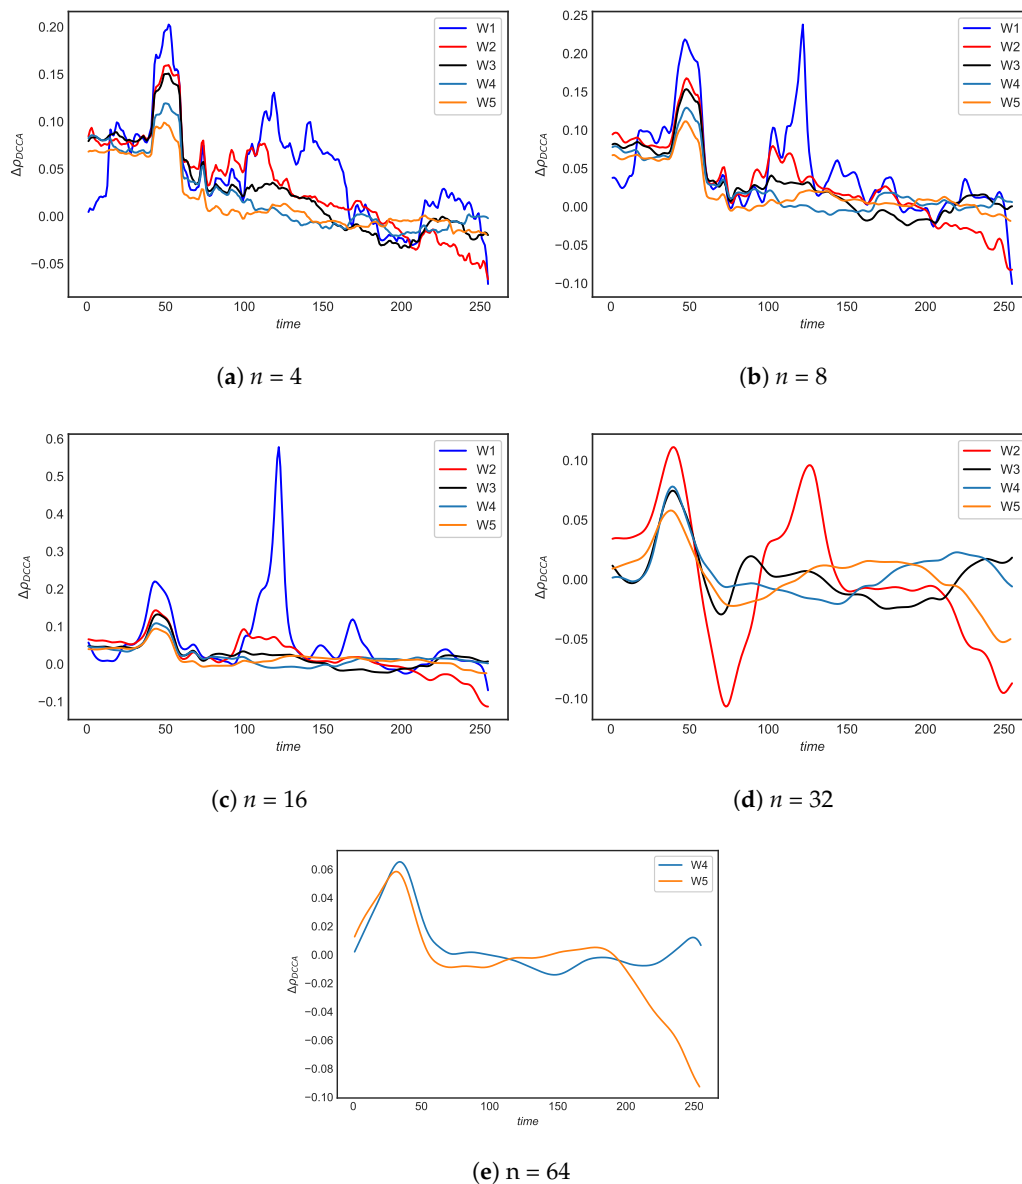 0.20
0.15
0.10
0.05
0.00
−0.05
Δρ_DCCA
0 50 100 150 200 250
time
W1
W2
W3
W4
W5
(a) n = 4
0.25
0.20
0.15
0.10
0.05
0.00
−0.05
−0.10
Δρ_DCCA
0 50 100 150 200 250
time
W1
W2
W3
W4
W5
(b) n = 8
0.6
0.5
0.4
0.3
0.2
0.1
0.0
−0.1
Δρ_DCCA
0 50 100 150 200 250
time
W1
W2
W3
W4
W5
(c) n = 16
0.10
0.05
0.00
−0.05
−0.10
Δρ_DCCA
0 50 100 150 200 250
time
W2
W3
W4
W5
(d) n = 32
0.06
0.04
0.02
0.00
−0.02
−0.04
−0.06
−0.08
−0.10
Δρ_DCCA
0 50 100 150 200 250
time
W4
W5
(e) n = 64